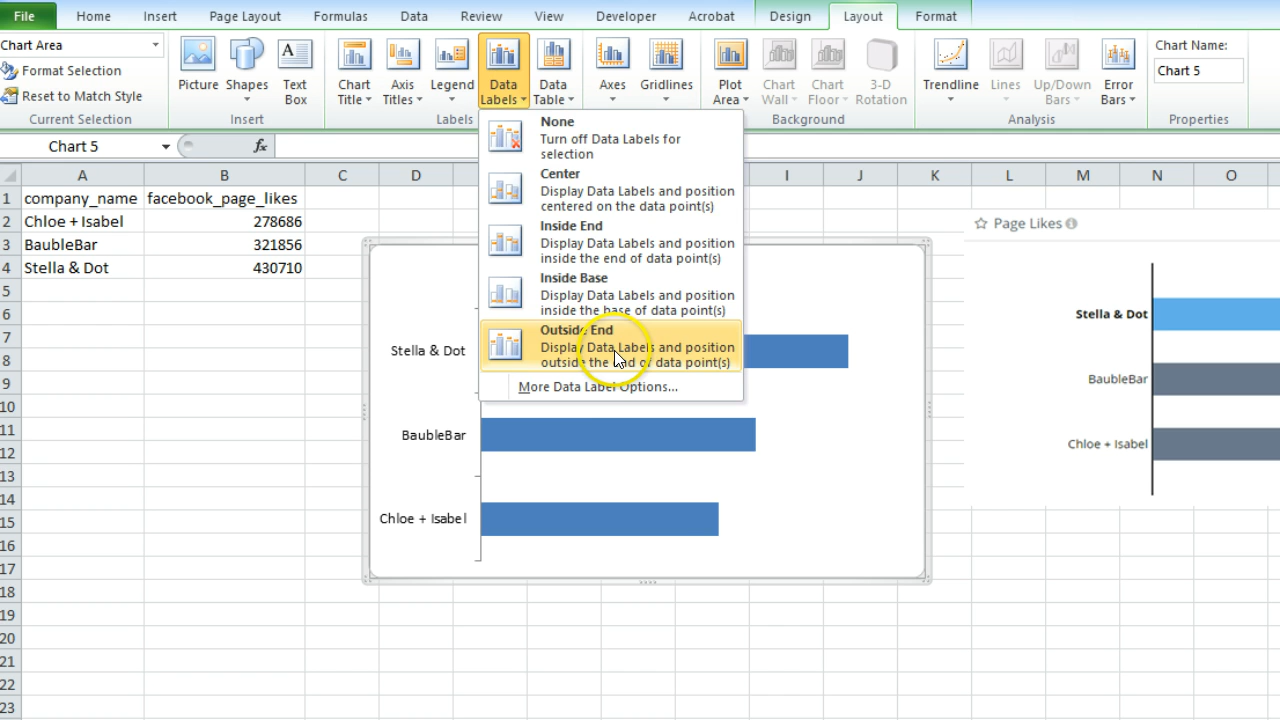 File Home Insert Page Layout Formulas Data Review View Developer Acrobat Design Layout Format
Chart Area
Format Selection
Reset to Match Style
Current Selection
Picture Shapes Text Box
Insert
Chart Title Axis Titles Legend Data Labels Data Table
Labels
Axes Gridlines
Plot Area Chart Wall Chart Floor 3-D Rotation
Background
Trendline Lines Up/Down Bars Error Bars
Analysis
Chart Name:
Chart 5
Properties
Chart 5 fx
A B C D I J K L M N O
1 company_name facebook_page_likes
2 Chloe + Isabel 278686
3 BaubleBar 321856
4 Stella & Dot 430710
5
6
7
8
9
10
11
12
13
14
15
16
17
18
19
20
21
22
23
None
Turn off Data Labels for
selection
Center
Display Data Labels and position
centered on the data point(s)
Inside End
Display Data Labels and position
inside the end of data point(s)
Inside Base
Display Data Labels and position
inside the base of data point(s)
Outside End
Display Data Labels and position
outside the end of data point(s)
More Data Label Options...
Stella & Dot
BaubleBar
Chloe + Isabel
Page Likes
Stella & Dot
BaubleBar
Chloe + Isabel